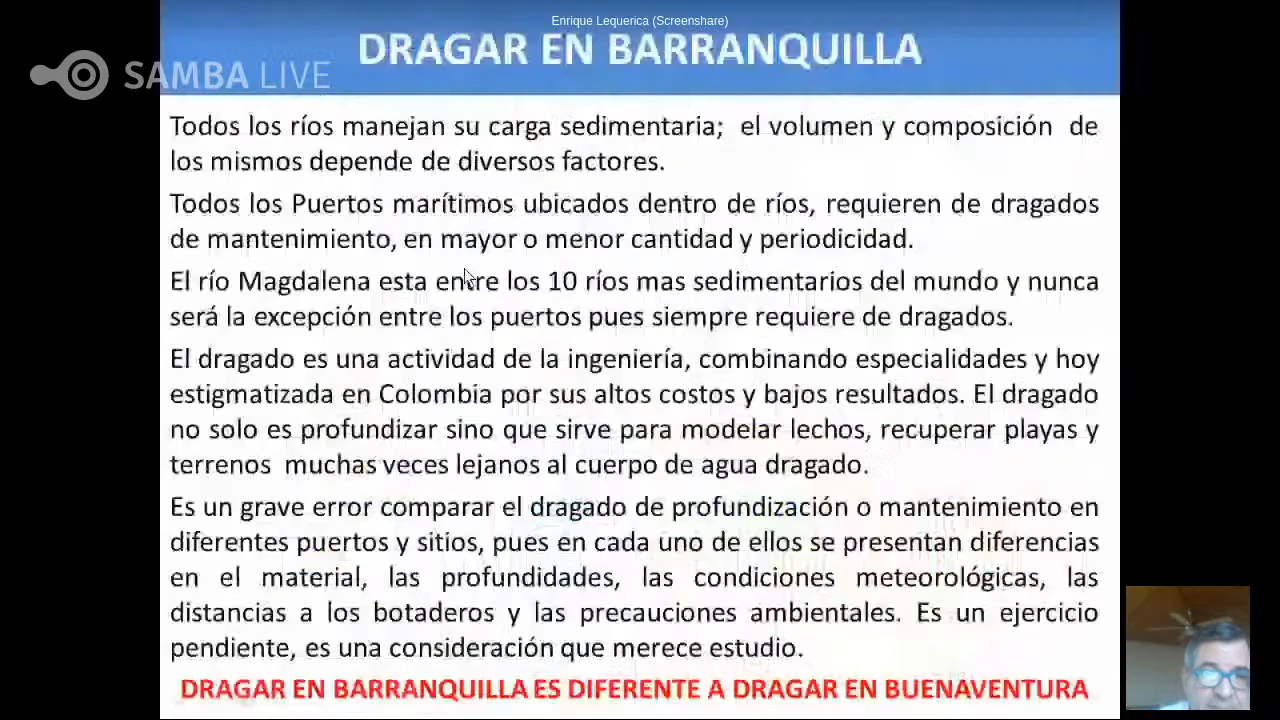 Enrique Lequerica (Screenshare)
DRAGAR EN BARRANQUILLA
SAMBA LIVE
Todos los ríos manejan su carga sedimentaria; el volumen y composición de
los mismos depende de diversos factores.
Todos los Puertos marítimos ubicados dentro de ríos, requieren de dragados
de mantenimiento, en mayor o menor cantidad y periodicidad.
El río Magdalena esta entre los 10 ríos mas sedimentarios del mundo y nunca
será la excepción entre los puertos pues siempre requiere de dragados.
El dragado es una actividad de la ingeniería, combinando especialidades y hoy
estigmatizada en Colombia por sus altos costos y bajos resultados. El dragado
no solo es profundizar sino que sirve para modelar lechos, recuperar playas y
terrenos muchas veces lejanos al cuerpo de agua dragado.
Es un grave error comparar el dragado de profundización o mantenimiento en
diferentes puertos y sitios, pues en cada uno de ellos se presentan diferencias
en el material, las profundidades, las condiciones meteorológicas, las
distancias a los botaderos y las precauciones ambientales. Es un ejercicio
pendiente, es una consideración que merece estudio.
DRAGAR EN BARRANQUILLA ES DIFERENTE A DRAGAR EN BUENAVENTURA